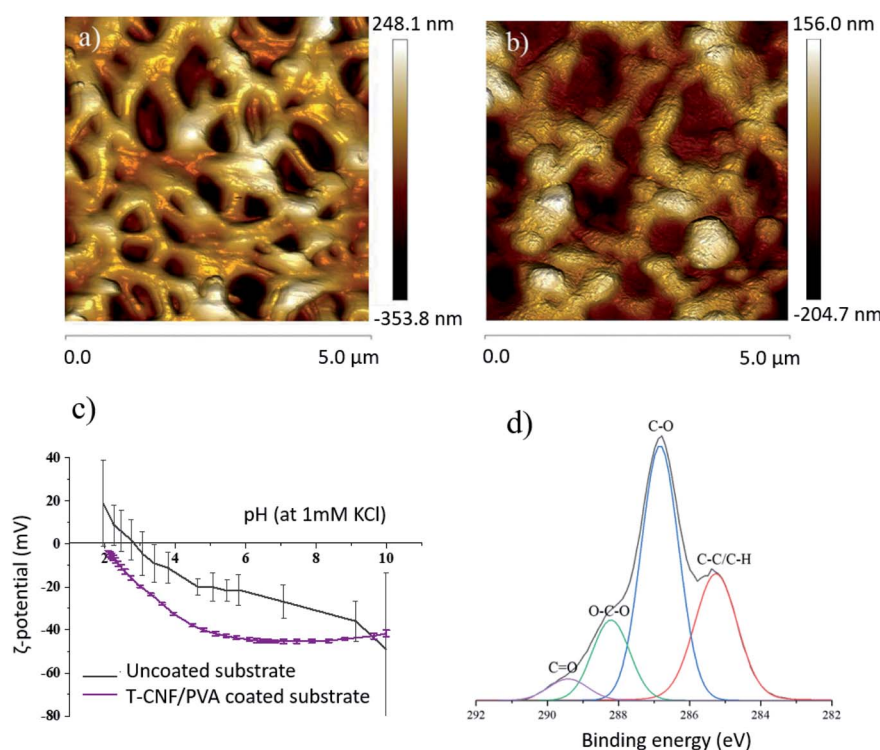 a)
248.1 nm
-353.8 nm
0.0 5.0 µm
b)
156.0 nm
-204.7 nm
0.0 5.0 µm
c)
ζ-potential (mV)
40
20
0
-20
-40
-60
-80
2 4 6 8 10
pH (at 1mM KCl)
Uncoated substrate
T-CNF/PVA coated substrate
d)
C-O
C-C/C-H
O-C-O
C=O
292 290 288 286 284 282
Binding energy (eV)